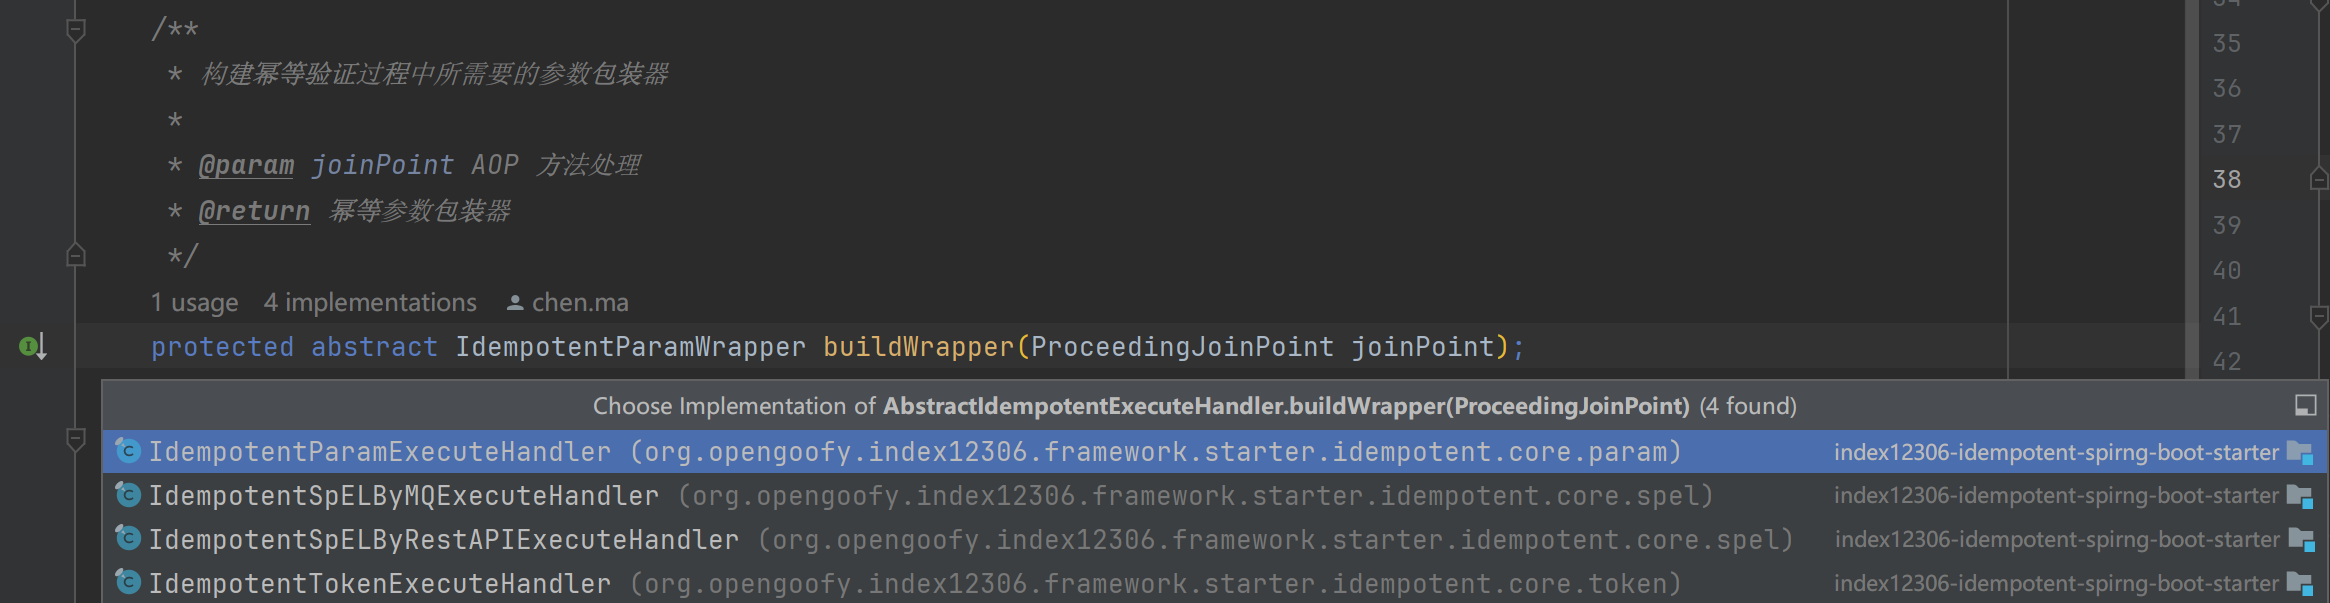 /**
* 构建幂等验证过程中所需要的参数包装器
*
* @param joinPoint AOP 方法处理
* @return 幂等参数包装器
*/
1 usage 4 implementations chen.ma
protected abstract IdempotentParamWrapper buildWrapper(ProceedingJoinPoint joinPoint);
Choose Implementation of AbstractIdempotentExecuteHandler.buildWrapper(ProceedingJoinPoint) (4 found)
IdempotentParamExecuteHandler (org.opengoofy.index12306.framework.starter.idempotent.core.param) index12306-idempotent-spirng-boot-starter
IdempotentSpELByMQExecuteHandler (org.opengoofy.index12306.framework.starter.idempotent.core.spel) index12306-idempotent-spirng-boot-starter
IdempotentSpELByRestAPIExecuteHandler (org.opengoofy.index12306.framework.starter.idempotent.core.spel) index12306-idempotent-spirng-boot-starter
IdempotentTokenExecuteHandler (org.opengoofy.index12306.framework.starter.idempotent.core.token) index12306-idempotent-spirng-boot-starter
35
36
37
38
39
40
41
42